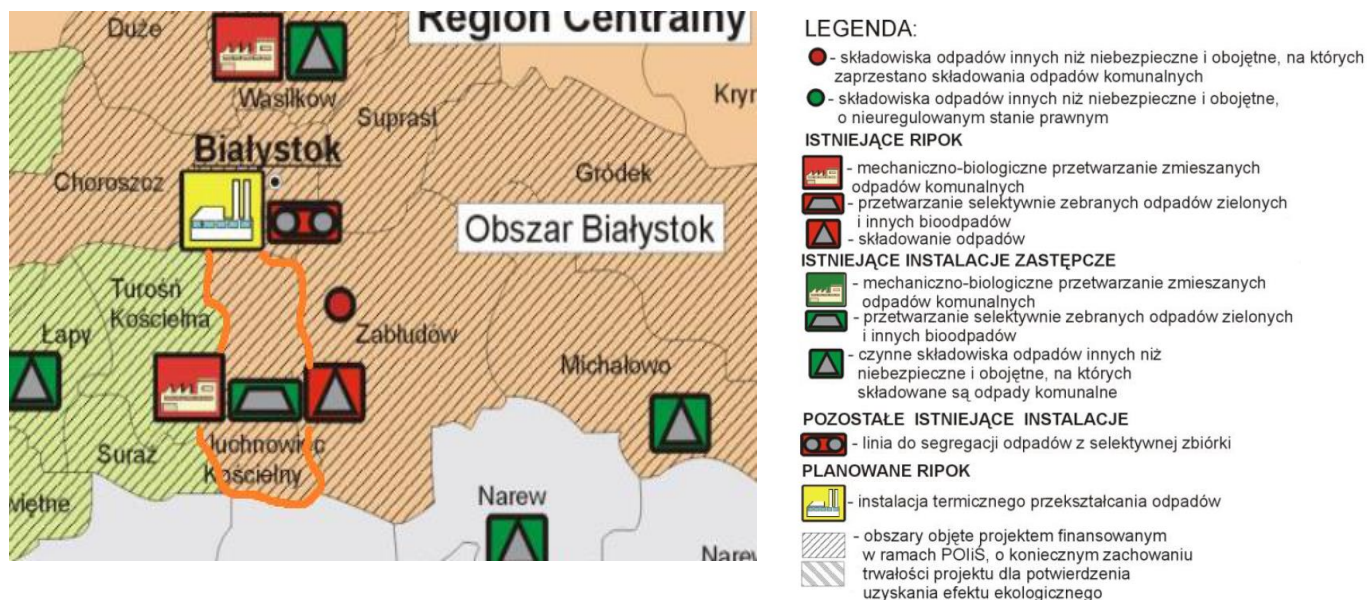 Region Centralny
Duże
Wasilków
Supraśl
Białystok
Choroszcz
Gródek
Obszar Białystok
Turośń
Kościelna
Łapy
Zabłudów
Michałowo
Suraż
Juchnowiec
Kościelny
Narew
LEGENDA:
- składowiska odpadów innych niż niebezpieczne i obojętne, na których
zaprzestano składowania odpadów komunalnych
- składowiska odpadów innych niż niebezpieczne i obojętne,
o nieuregulowanym stanie prawnym
ISTNIEJĄCE RIPOK
- mechaniczno-biologiczne przetwarzanie zmieszanych
odpadów komunalnych
- przetwarzanie selektywnie zebranych odpadów zielonych
i innych bioodpadów
- składowanie odpadów
ISTNIEJĄCE INSTALACJE ZASTĘPCZE
- mechaniczno-biologiczne przetwarzanie zmieszanych
odpadów komunalnych
- przetwarzanie selektywnie zebranych odpadów zielonych
i innych bioodpadów
- czynne składowiska odpadów innych niż
niebezpieczne i obojętne, na których
składowane są odpady komunalne
POZOSTAŁE ISTNIEJĄCE INSTALACJE
- linia do segregacji odpadów z selektywnej zbiórki
PLANOWANE RIPOK
- instalacja termicznego przekształcania odpadów
- obszary objęte projektem finansowanym
w ramach POIiŚ, o koniecznym zachowaniu
trwałości projektu dla potwierdzenia
uzyskania efektu ekologicznego